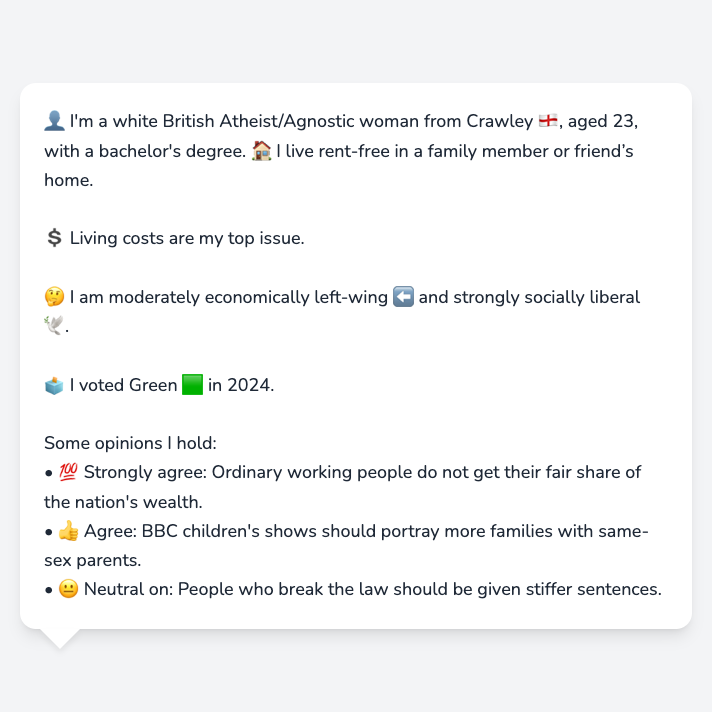 👤 I'm a white British Atheist/Agnostic woman from Crawley 🏴󠁧󠁢󠁥󠁮󠁧󠁿, aged 23,
with a bachelor's degree. 🏠 I live rent-free in a family member or friend’s
home.
💲 Living costs are my top issue.
🤔 I am moderately economically left-wing ⬅️ and strongly socially liberal
🕊️.
🗳️ I voted Green 🟩 in 2024.
Some opinions I hold:
• 💯 Strongly agree: Ordinary working people do not get their fair share of
the nation's wealth.
• 👍 Agree: BBC children's shows should portray more families with same-
sex parents.
• 😐 Neutral on: People who break the law should be given stiffer sentences.